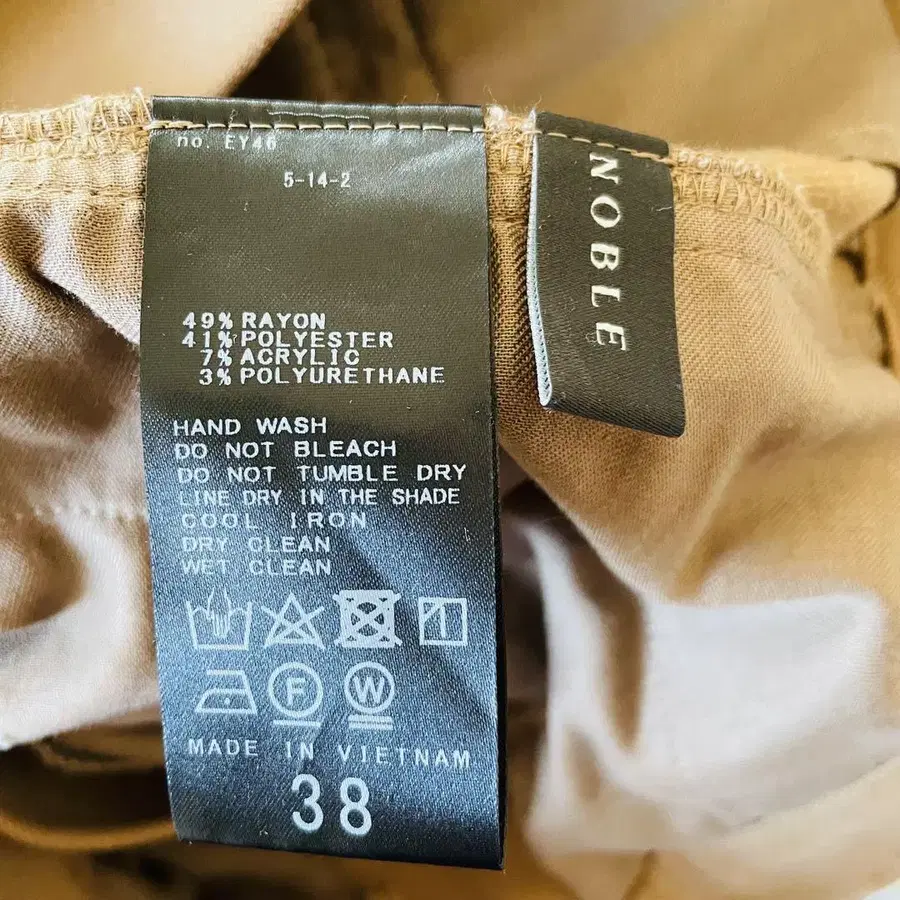 no. EY46
5-14-2
49% RAYON
41% POLYESTER
7% ACRYLIC
3% POLYURETHANE
HAND WASH
DO NOT BLEACH
DO NOT TUMBLE DRY
LINE DRY IN THE SHADE
COOL IRON
DRY CLEAN
WET CLEAN
F W
MADE IN VIETNAM
38
NOBLE